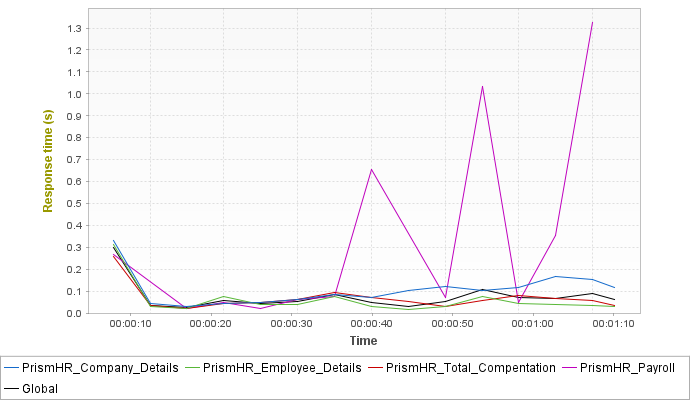 1.3
1.2
1.1
1.0
0.9
0.8
0.7
0.6
0.5
0.4
0.3
0.2
0.1
0.0
Response time (s)
00:00:10 00:00:20 00:00:30 00:00:40 00:00:50 00:01:00 00:01:10
Time
PrismHR_Company_Details PrismHR_Employee_Details PrismHR_Total_Compentation PrismHR_Payroll
Global